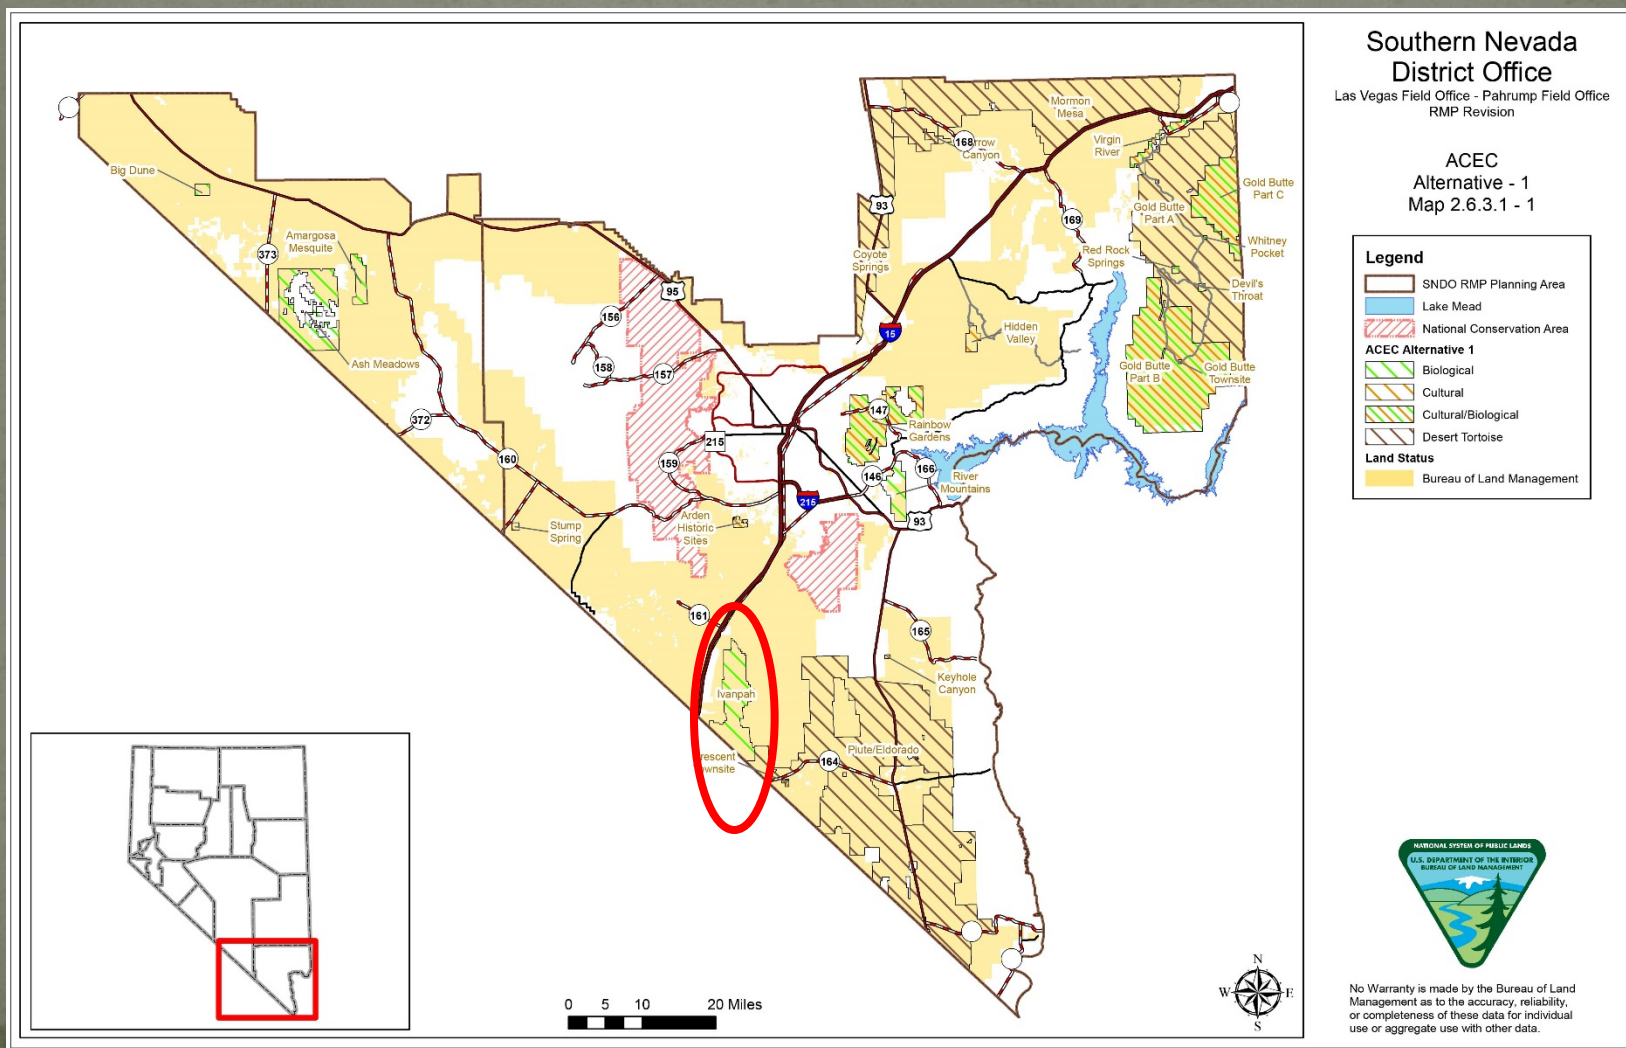 Southern Nevada
District Office
Las Vegas Field Office - Pahrump Field Office
RMP Revision
ACEC
Alternative - 1
Map 2.6.3.1 - 1
Legend
SNDO RMP Planning Area
Lake Mead
National Conservation Area
ACEC Alternative 1
Biological
Cultural
Cultural/Biological
Desert Tortoise
Land Status
Bureau of Land Management
Mormon
Mesa
168
rrow
Canyon
Virgin
River
Big Dune
Gold Butte
Part C
93
Gold Butte
Part A
169
Amargosa
Mesquite
373
Coyote
Springs
Red Rock
Springs
Whitney
Pocket
Devil's
Throat
95
156
15
Hidden
Valley
Ash Meadows
158
157
Gold Butte
Part B
Gold Butte
Townsite
372
147
Rainbow
Gardens
215
160
159
146
166
River
Mountains
215
93
Stump
Spring
Arden
Historic
Sites
161
165
Keyhole
Canyon
Ivanpah
rescent
ownsite
164
Piute/Eldorado
0 5 10 20 Miles
N
W E
S
NATIONAL SYSTEM OF PUBLIC LANDS
U.S. DEPARTMENT OF THE INTERIOR
BUREAU OF LAND MANAGEMENT
No Warranty is made by the Bureau of Land
Management as to the accuracy, reliability,
or completeness of these data for individual
use or aggregate use with other data.